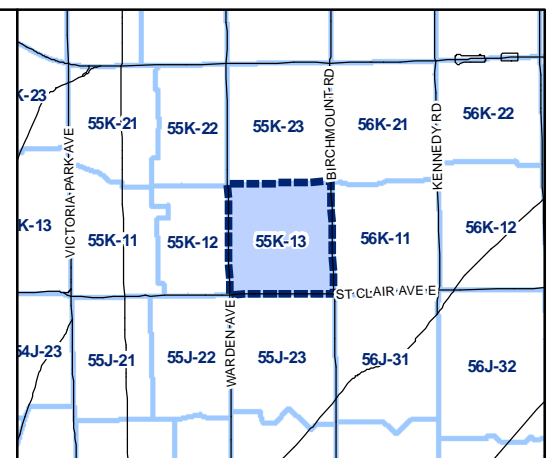 K-23
55K-21
55K-22
55K-23
56K-21
56K-22
VICTORIA PARK AVE
BIRCHMOUNT RD
KENNEDY RD
K-13
55K-11
55K-12
55K-13
56K-11
56K-12
ST CLAIR AVE E
WARDEN AVE
54J-23
55J-21
55J-22
55J-23
56J-31
56J-32